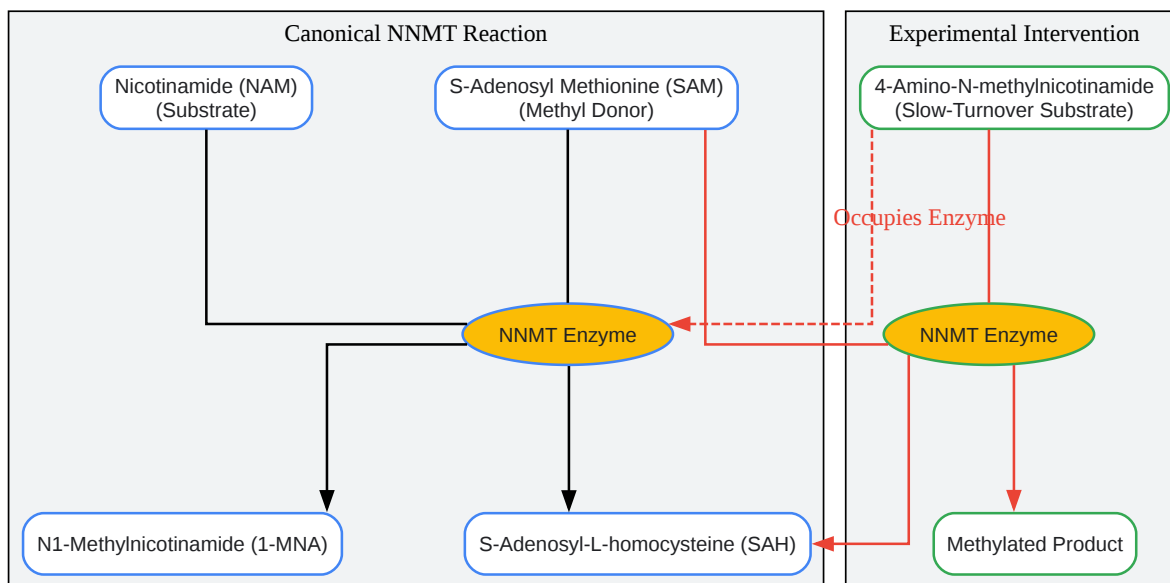 Canonical NNMT Reaction
Experimental Intervention
Nicotinamide (NAM)
(Substrate)
S-Adenosyl Methionine (SAM)
(Methyl Donor)
4-Amino-N-methylnicotinamide
(Slow-Turnover Substrate)
Occupies Enzyme
NNMT Enzyme
NNMT Enzyme
N1-Methylnicotinamide (1-MNA)
S-Adenosyl-L-homocysteine (SAH)
Methylated Product